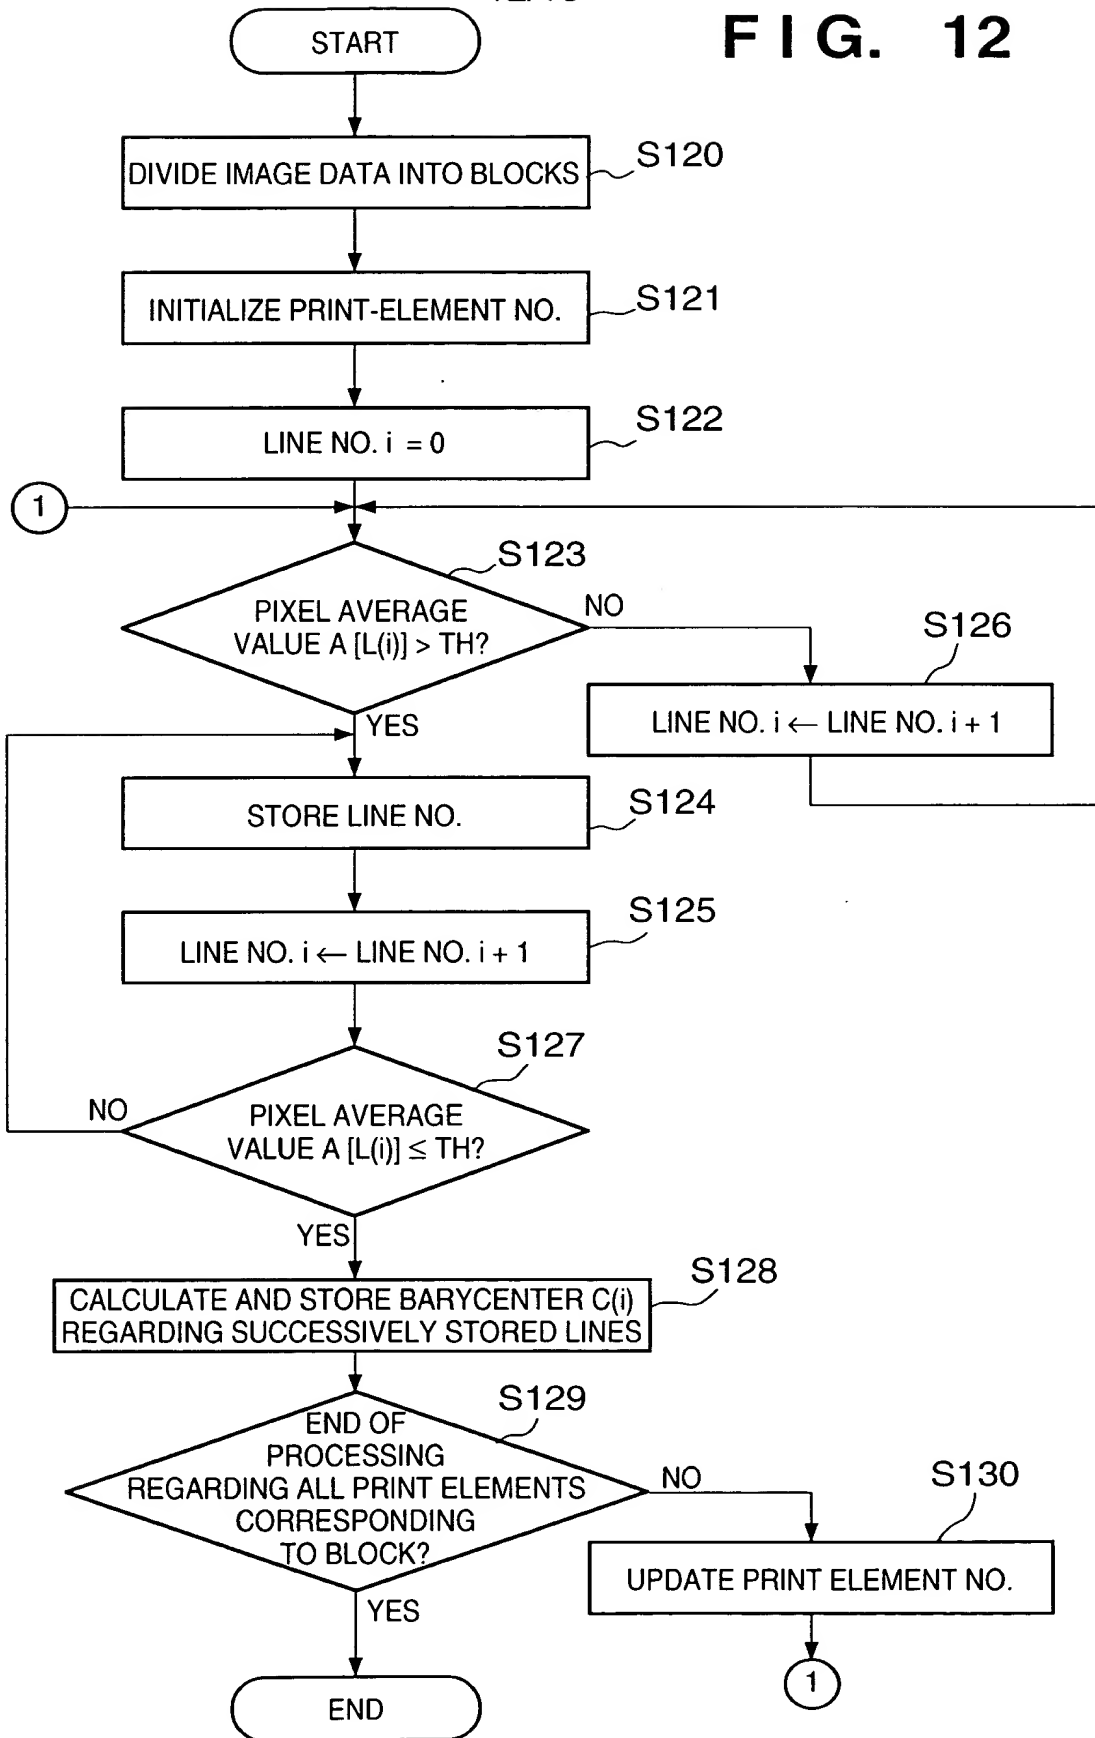 FIG. 12
START
DIVIDE IMAGE DATA INTO BLOCKS
S120
INITIALIZE PRINT-ELEMENT NO.
S121
LINE NO. i = 0
S122
1
PIXEL AVERAGE
VALUE A [L(i)] > TH?
S123
NO
YES
LINE NO. i ← LINE NO. i + 1
S126
STORE LINE NO.
S124
LINE NO. i ← LINE NO. i + 1
S125
PIXEL AVERAGE
VALUE A [L(i)] ≤ TH?
S127
NO
YES
CALCULATE AND STORE BARYCENTER C(i)
REGARDING SUCCESSIVELY STORED LINES
S128
END OF
PROCESSING
REGARDING ALL PRINT ELEMENTS
CORRESPONDING
TO BLOCK?
S129
NO
YES
UPDATE PRINT ELEMENT NO.
S130
1
END